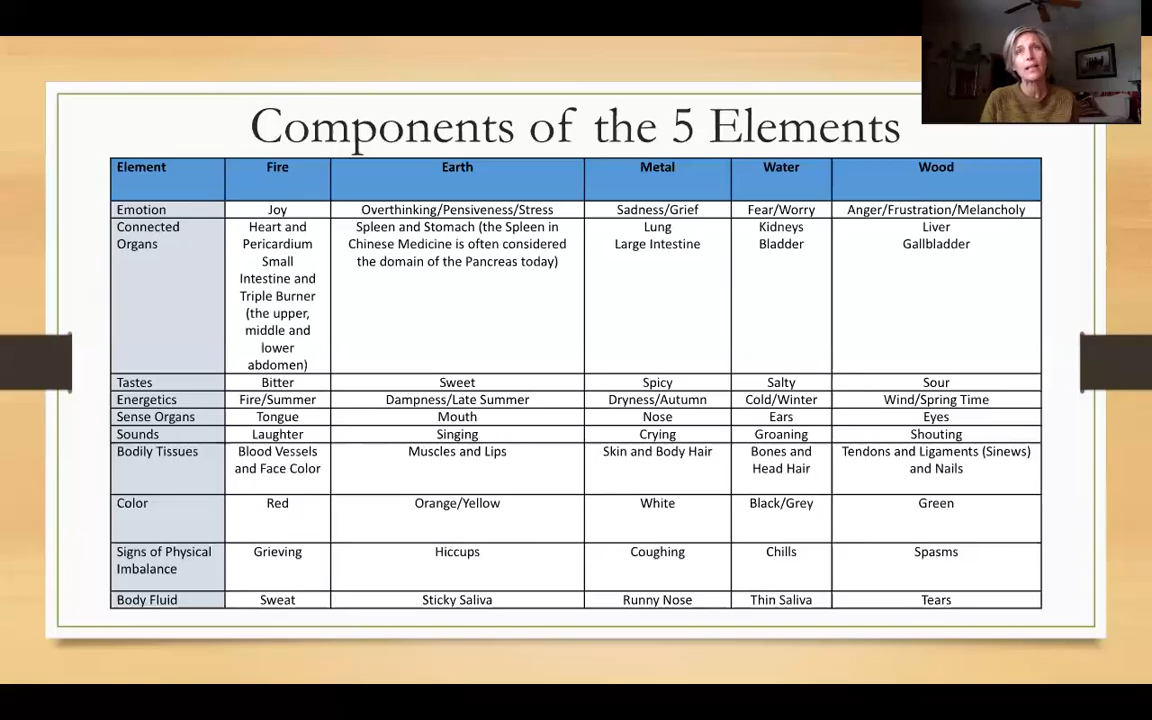 Components of the 5 Elements
Element Fire Earth Metal Water Wood
Emotion Joy Overthinking/Pensiveness/Stress Sadness/Grief Fear/Worry Anger/Frustration/Melancholy
Connected Heart and Spleen and Stomach (the Spleen in Lung Kidneys Liver
Organs Pericardium Chinese Medicine is often considered Large Intestine Bladder Gallbladder
Small the domain of the Pancreas today)
Intestine and
Triple Burner
(the upper,
middle and
lower
abdomen)
Tastes Bitter Sweet Spicy Salty Sour
Energetics Fire/Summer Dampness/Late Summer Dryness/Autumn Cold/Winter Wind/Spring Time
Sense Organs Tongue Mouth Nose Ears Eyes
Sounds Laughter Singing Crying Groaning Shouting
Bodily Tissues Blood Vessels Muscles and Lips Skin and Body Hair Bones and Tendons and Ligaments (Sinews)
and Face Color Head Hair and Nails
Color Red Orange/Yellow White Black/Grey Green
Signs of Physical Grieving Hiccups Coughing Chills Spasms
Imbalance
Body Fluid Sweat Sticky Saliva Runny Nose Thin Saliva Tears